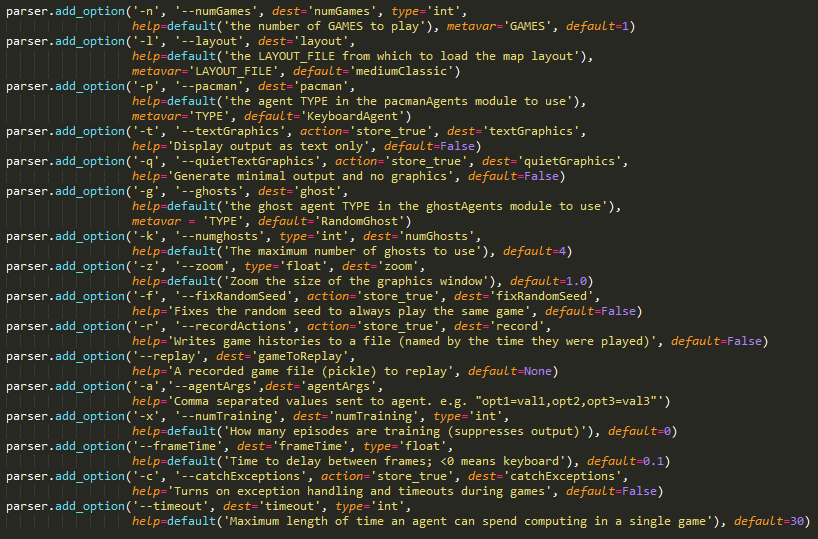 parser.add_option('-n', '--numGames', dest='numGames', type='int',
                  help=default('the number of GAMES to play'), metavar='GAMES', default=1)
parser.add_option('-l', '--layout', dest='layout',
                  help=default('the LAYOUT_FILE from which to load the map layout'),
                  metavar='LAYOUT_FILE', default='mediumClassic')
parser.add_option('-p', '--pacman', dest='pacman',
                  help=default('the agent TYPE in the pacmanAgents module to use'),
                  metavar='TYPE', default='KeyboardAgent')
parser.add_option('-t', '--textGraphics', action='store_true', dest='textGraphics',
                  help='Display output as text only', default=False)
parser.add_option('-q', '--quietTextGraphics', action='store_true', dest='quietGraphics',
                  help='Generate minimal output and no graphics', default=False)
parser.add_option('-g', '--ghosts', dest='ghost',
                  help=default('the ghost agent TYPE in the ghostAgents module to use'),
                  metavar = 'TYPE', default='RandomGhost')
parser.add_option('-k', '--numghosts', type='int', dest='numGhosts',
                  help=default('The maximum number of ghosts to use'), default=4)
parser.add_option('-z', '--zoom', type='float', dest='zoom',
                  help=default('Zoom the size of the graphics window'), default=1.0)
parser.add_option('-f', '--fixRandomSeed', action='store_true', dest='fixRandomSeed',
                  help='Fixes the random seed to always play the same game', default=False)
parser.add_option('-r', '--recordActions', action='store_true', dest='record',
                  help='Writes game histories to a file (named by the time they were played)', default=False)
parser.add_option('--replay', dest='gameToReplay',
                  help='A recorded game file (pickle) to replay', default=None)
parser.add_option('-a','--agentArgs',dest='agentArgs',
                  help='Comma separated values sent to agent. e.g. "opt1=val1,opt2,opt3=val3"')
parser.add_option('-x', '--numTraining', dest='numTraining', type='int',
                  help=default('How many episodes are training (suppresses output)'), default=0)
parser.add_option('--frameTime', dest='frameTime', type='float',
                  help=default('Time to delay between frames; <0 means keyboard'), default=0.1)
parser.add_option('-c', '--catchExceptions', action='store_true', dest='catchExceptions',
                  help='Turns on exception handling and timeouts during games', default=False)
parser.add_option('--timeout', dest='timeout', type='int',
                  help=default('Maximum length of time an agent can spend computing in a single game'), default=30)